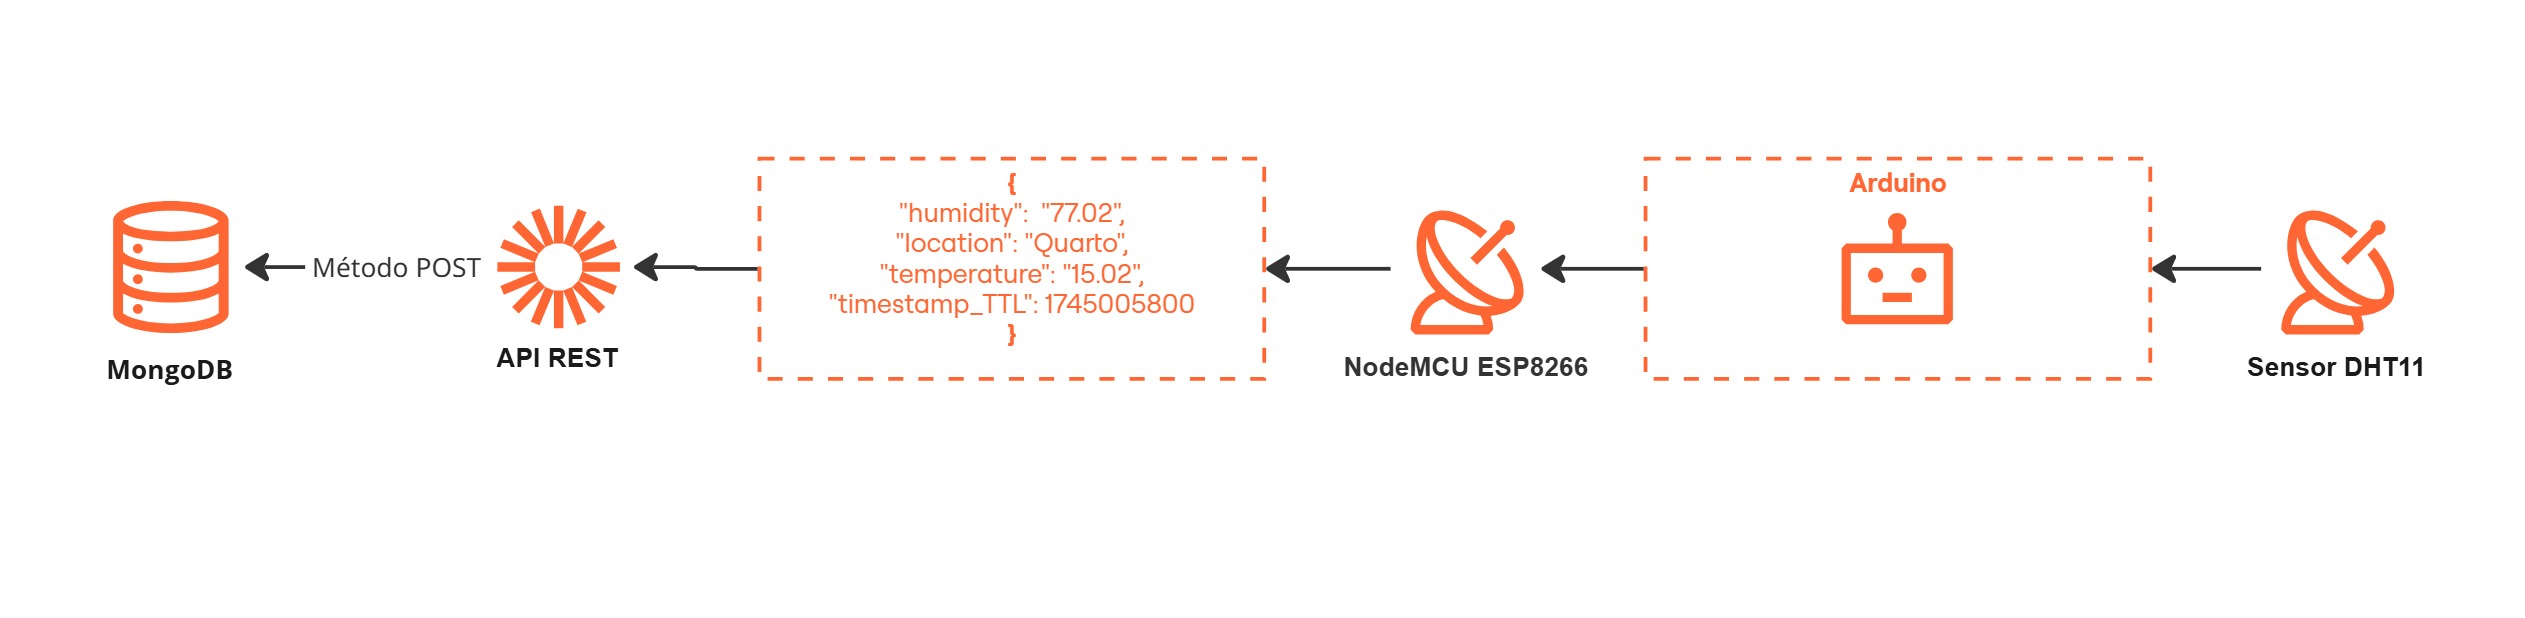 MongoDB
Método POST
API REST
{
"humidity":  "77.02",
"location": "Quarto",
"temperature": "15.02",
"timestamp_TTL": 1745005800
}
NodeMCU ESP8266
Arduino
Sensor DHT11